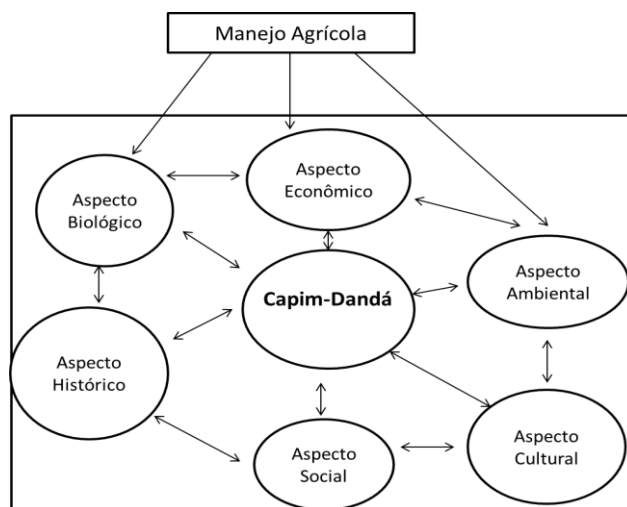 Manejo Agrícola
Aspecto
Econômico
Aspecto
Biológico
Aspecto
Ambiental
Capim-Dandá
Aspecto
Histórico
Aspecto
Cultural
Aspecto
Social